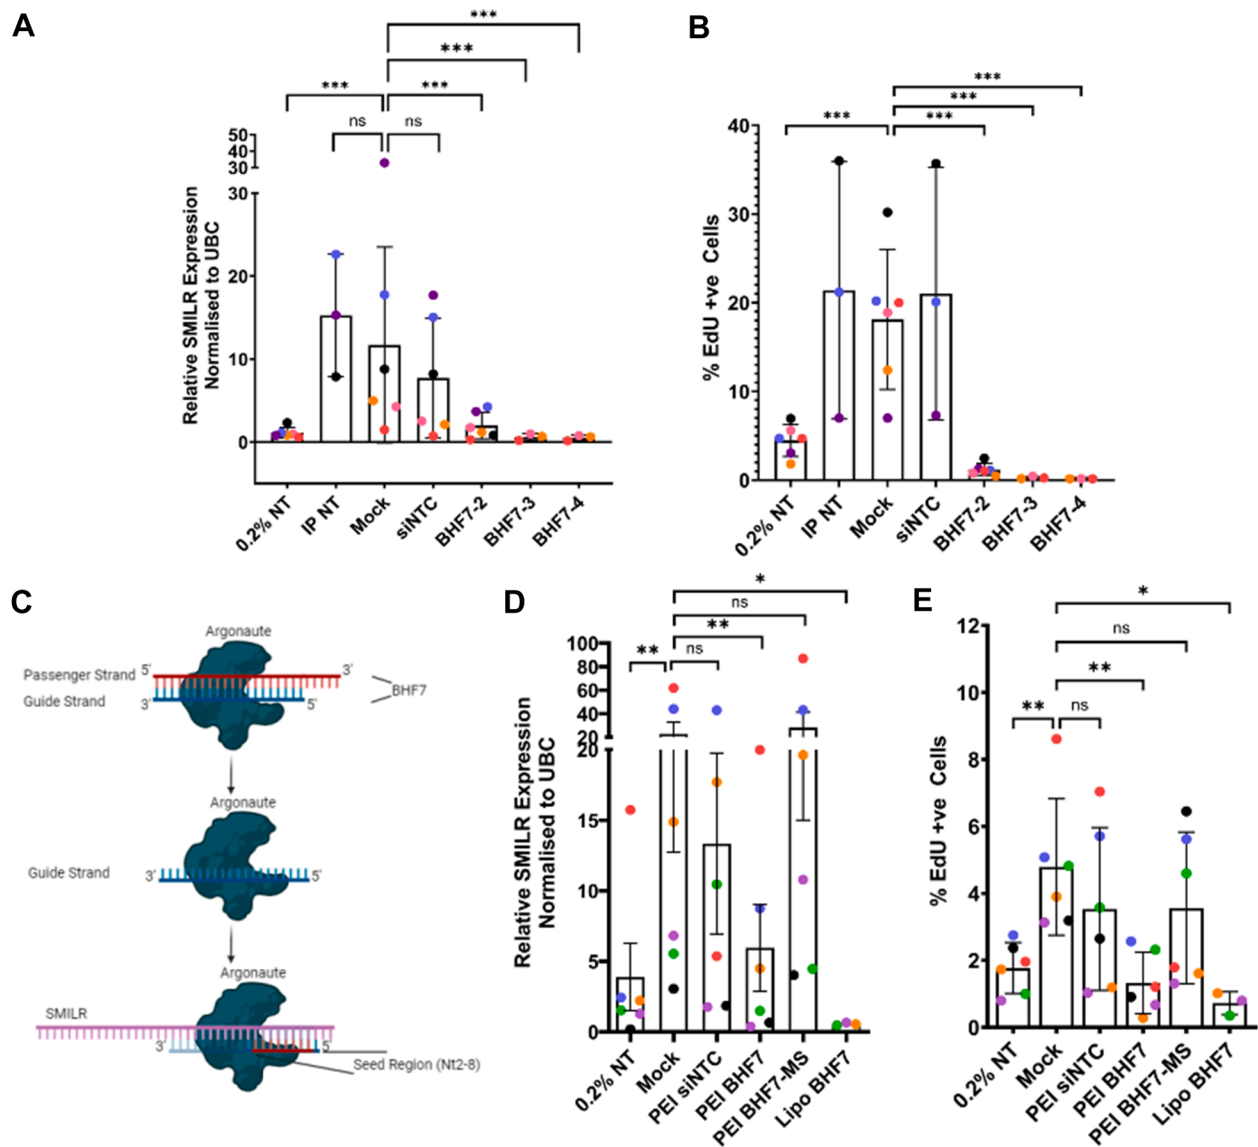 A
***
***
*** ***
ns ns
50
40
30
30
20
10
0
Relative SMILR Expression
Normalised to UBC
0.2% NT
IP NT
Mock
siNTC
BHF7-2
BHF7-3
BHF7-4
B
***
***
*** ***
40
30
20
10
0
% EdU +ve Cells
0.2% NT
IP NT
Mock
siNTC
BHF7-2
BHF7-3
BHF7-4
C
Argonaute
Passenger Strand 5' 3'
BHF7
Guide Strand 3' 5'
Argonaute
Guide Strand 3' 5'
Argonaute
SMILR
3' 5'
Seed Region (Nt2-8)
D
*
ns
**
** ns
100
80
60
40
20
20
15
10
5
0
Relative SMILR Expression
Normalised to UBC
0.2% NT
Mock
PEI siNTC
PEI BHF7
PEI BHF7-MS
Lipo BHF7
E
*
ns
**
** ns
12
10
8
6
4
2
0
% EdU +ve Cells
0.2% NT
Mock
PEI siNTC
PEI BHF7
PEI BHF7-MS
Lipo BHF7